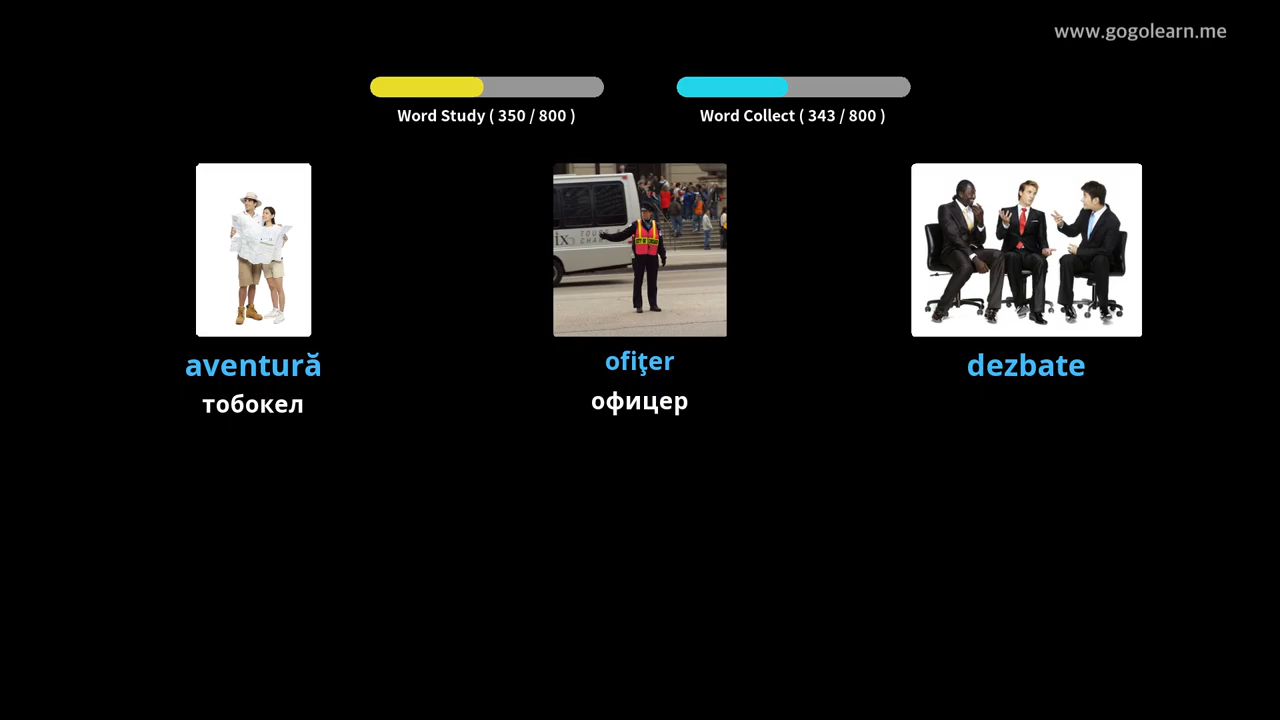 www.gogolearn.me
Word Study ( 350 / 800 )
Word Collect ( 343 / 800 )
aventură
тобокел
ofiţer
офицер
dezbate